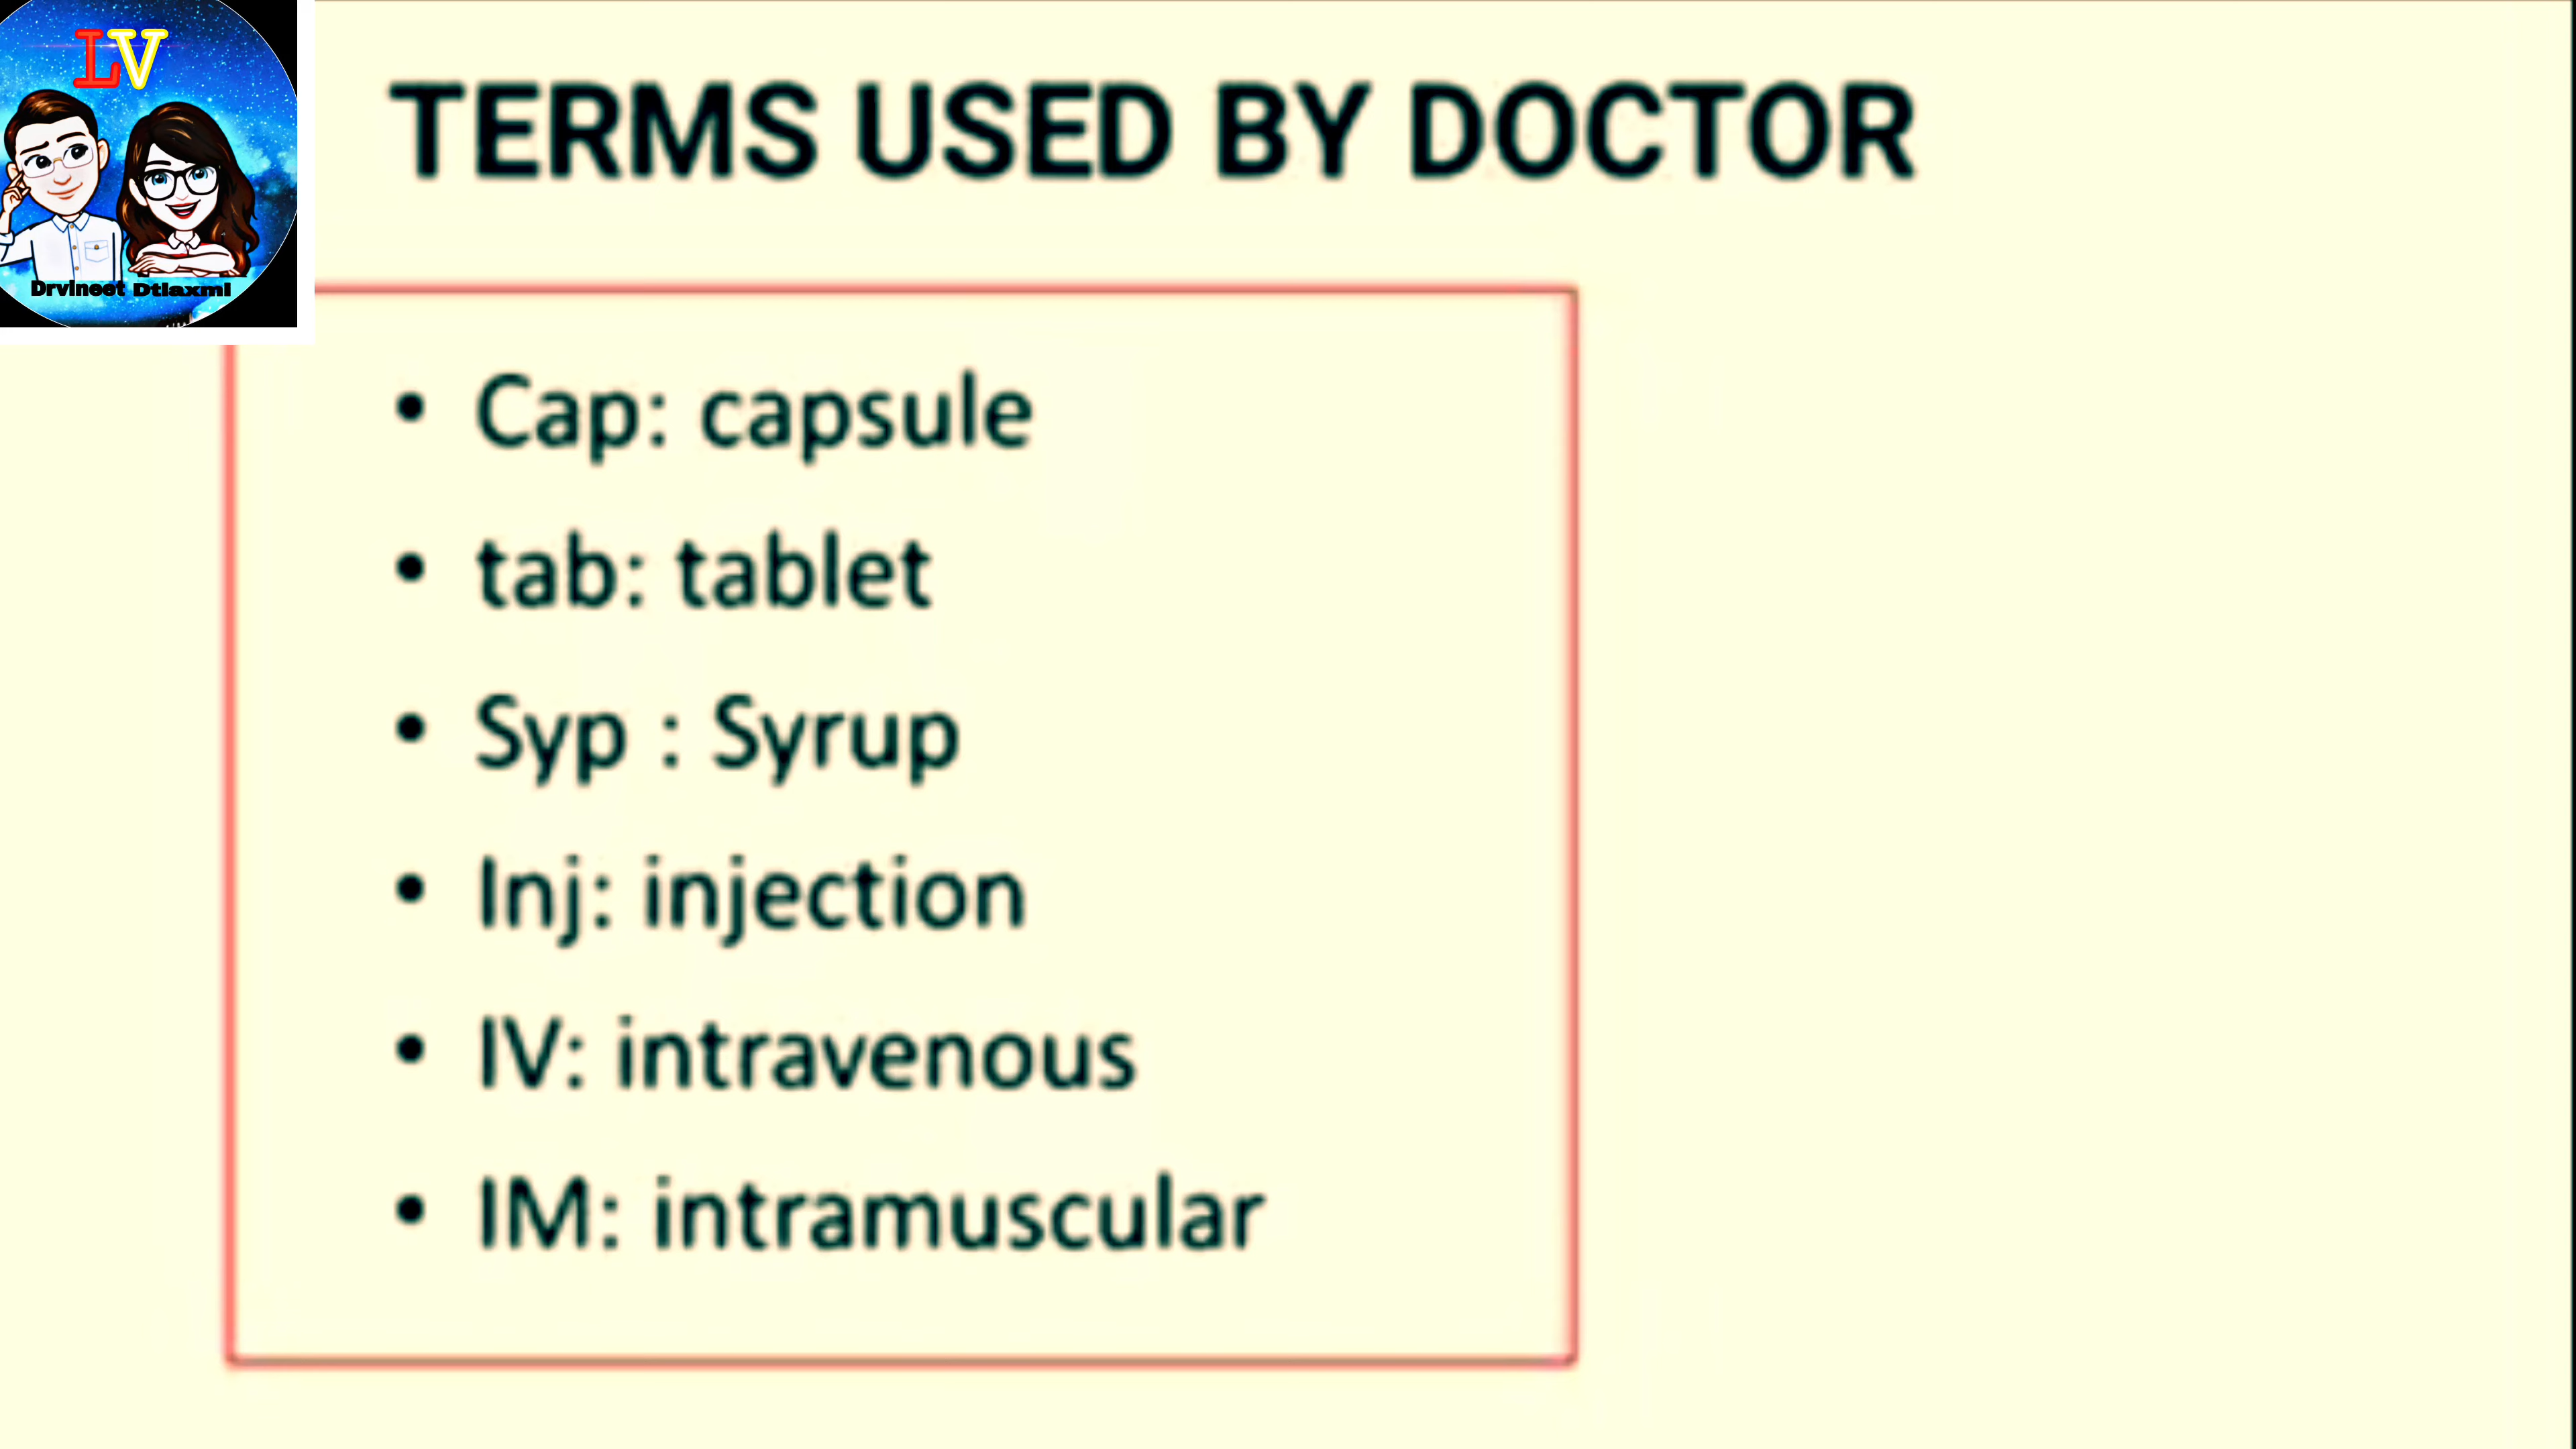 LV
Drvineet Dtlaxmi
TERMS USED BY DOCTOR
• Cap: capsule
• tab: tablet
• Syp : Syrup
• Inj: injection
• IV: intravenous
• IM: intramuscular